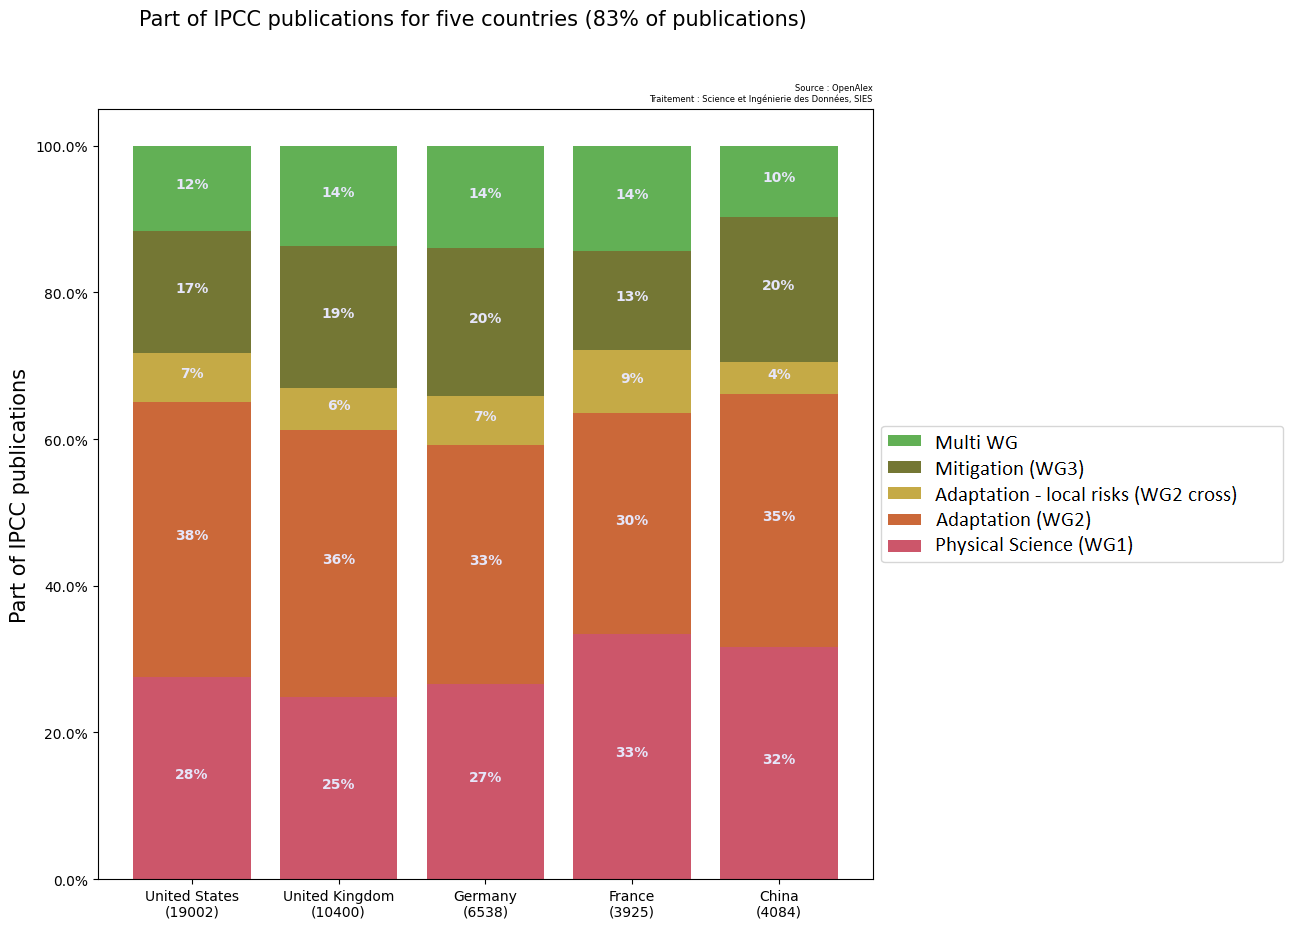 Part of IPCC publications for five countries (83% of publications)
Source : OpenAlex
Traitement : Science et Ingénierie des Données, SIES
Part of IPCC publications
100.0%
80.0%
60.0%
40.0%
20.0%
0.0%
12%
17%
7%
38%
28%
14%
19%
6%
36%
25%
14%
20%
7%
33%
27%
14%
13%
9%
30%
33%
10%
20%
4%
35%
32%
United States
(19002)
United Kingdom
(10400)
Germany
(6538)
France
(3925)
China
(4084)
Multi WG
Mitigation (WG3)
Adaptation - local risks (WG2 cross)
Adaptation (WG2)
Physical Science (WG1)